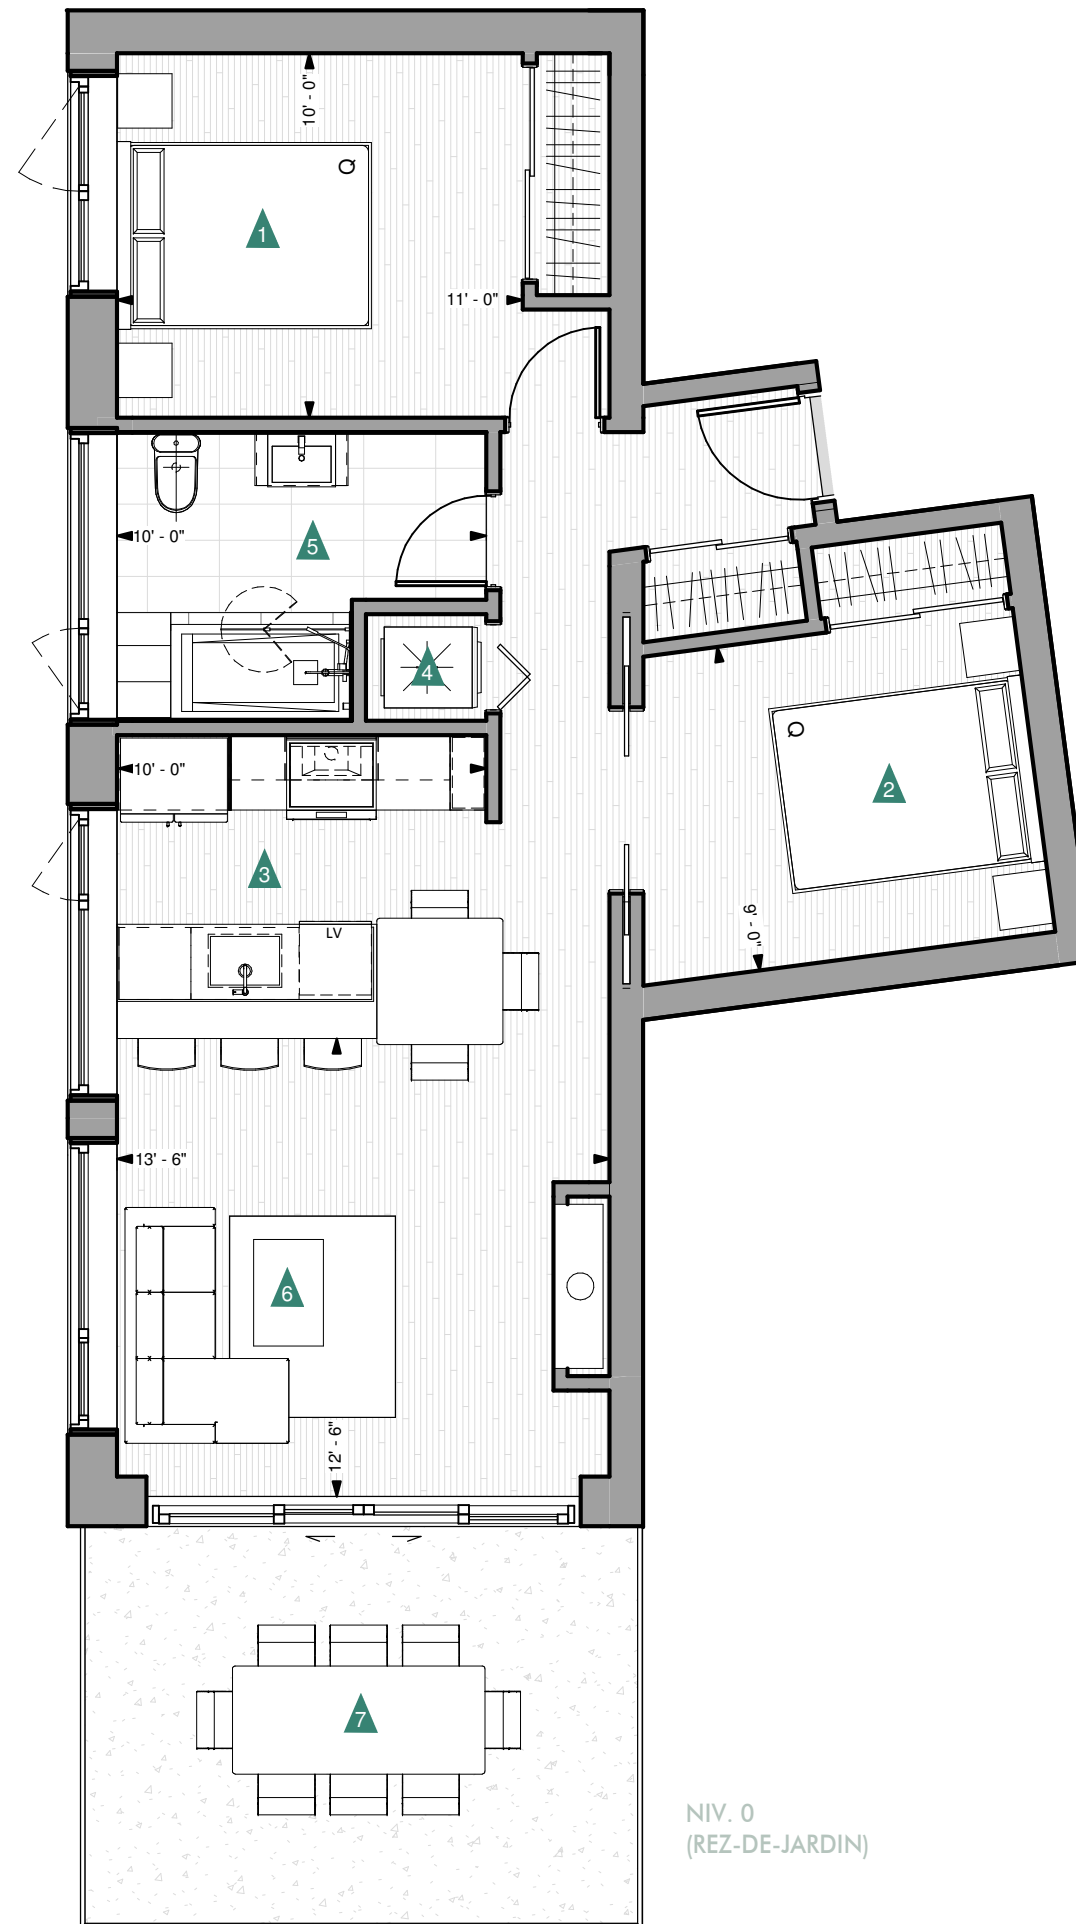 10' - 0"
Q
1
11' - 0"
10' - 0"
5
4
10' - 0"
Q
2
3
9' - 0"
LV
13' - 6"
6
12' - 6"
7
NIV. 0
(REZ-DE-JARDIN)